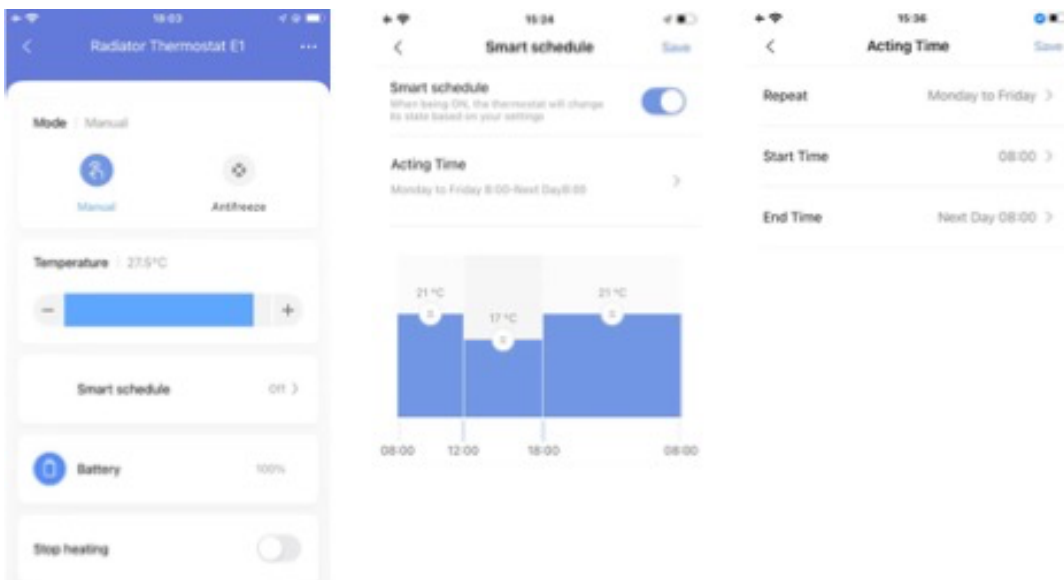 18:03
Radiator Thermostat E1
Mode
Manual
Manual
Antifreeze
Temperature
27.5°C
Smart schedule
Off
Battery
100%
Stop heating
15:34
Smart schedule
Save
Smart schedule
When being ON, the thermostat will change
its state based on your settings
Acting Time
Monday to Friday 8:00-Next Day8:00
21 °C
17 °C
21 °C
08:00
12:00
18:00
08:00
15:36
Acting Time
Save
Repeat
Monday to Friday
Start Time
08:00
End Time
Next Day 08:00